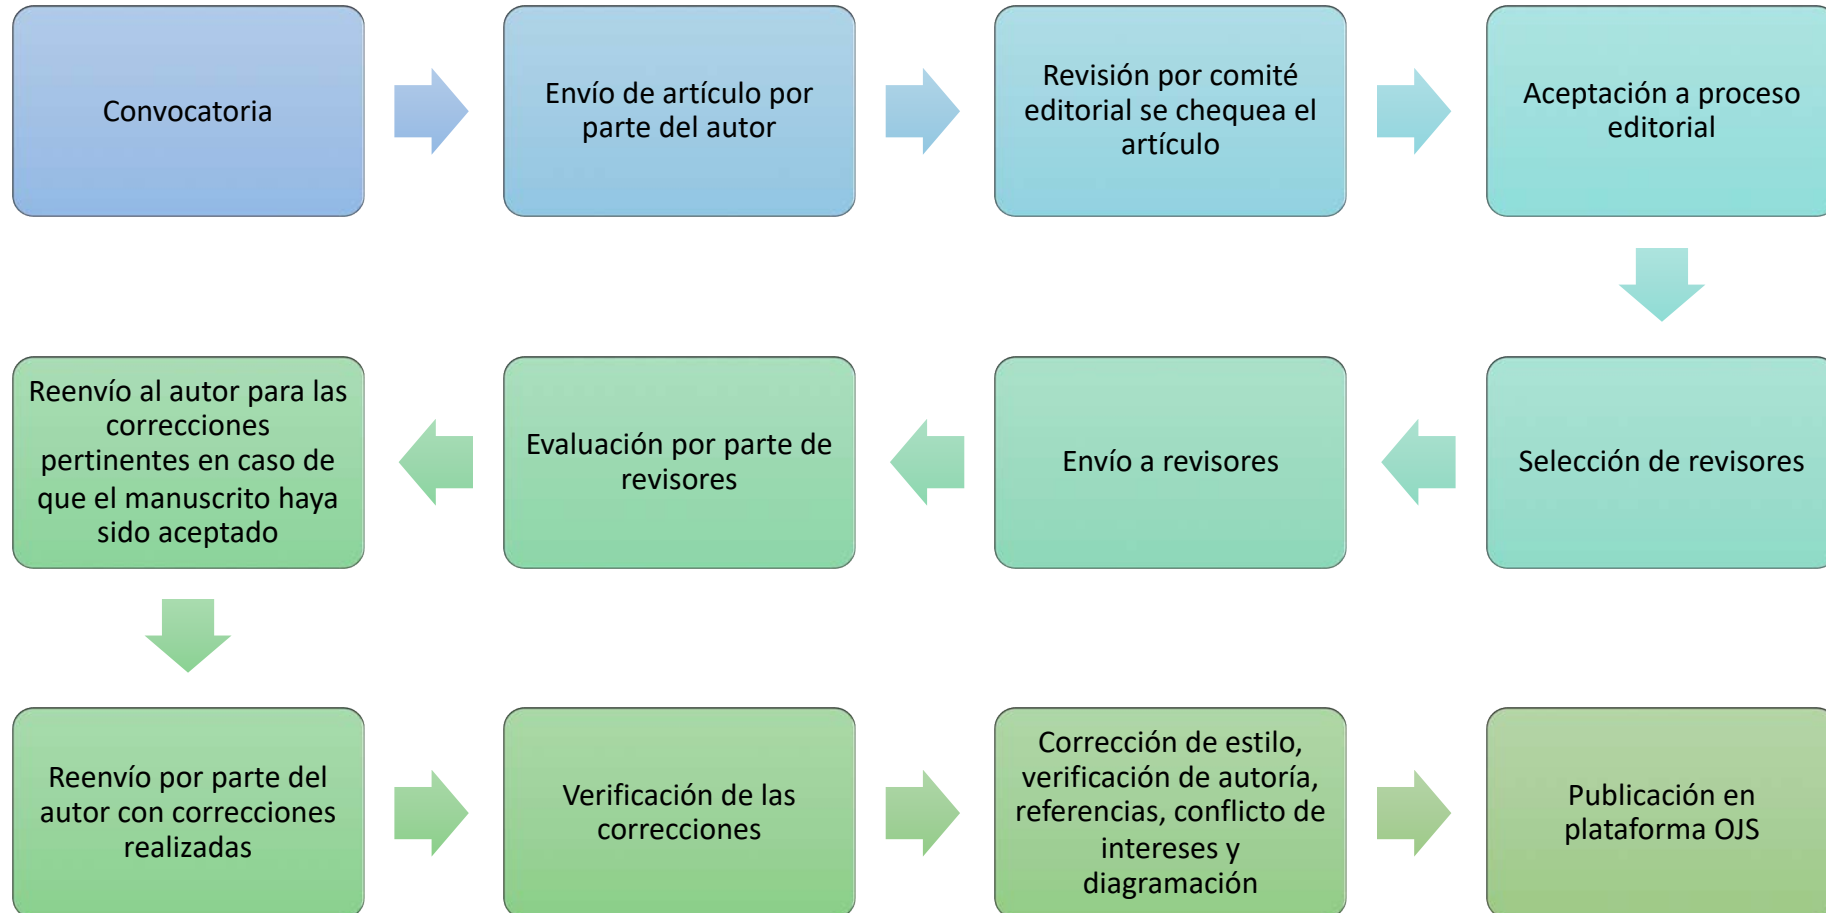 Convocatoria
Envío de artículo por
parte del autor
Revisión por comité
editorial se chequea el
artículo
Aceptación a proceso
editorial
Selección de revisores
Envío a revisores
Evaluación por parte de
revisores
Reenvío al autor para las
correcciones
pertinentes en caso de
que el manuscrito haya
sido aceptado
Reenvío por parte del
autor con correcciones
realizadas
Verificación de las
correcciones
Corrección de estilo,
verificación de autoría,
referencias, conflicto de
intereses y
diagramación
Publicación en
plataforma OJS